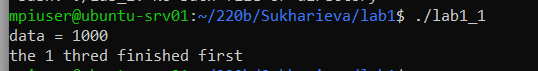 mpiuser@ubuntu-srv01:~/220b/Sukharieva/lab1$ ./lab1_1
data = 1000
the 1 thred finished first